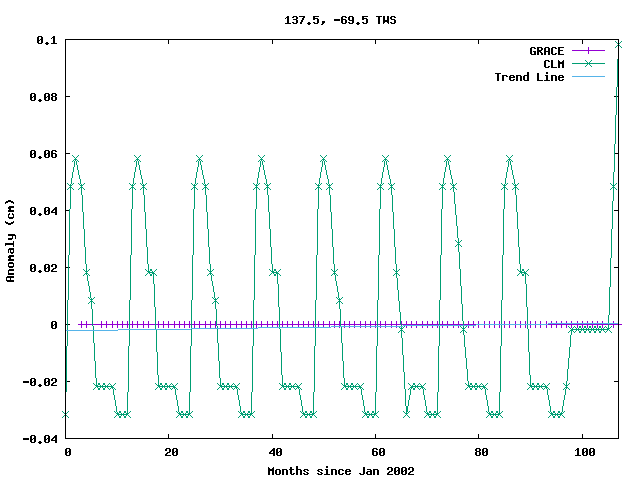 137.5, -69.5 TWS
GRACE
CLM
Trend Line
0.1
0.08
0.06
0.04
0.02
0
-0.02
-0.04
Anomaly (cm)
0 20 40 60 80 100
Months since Jan 2002